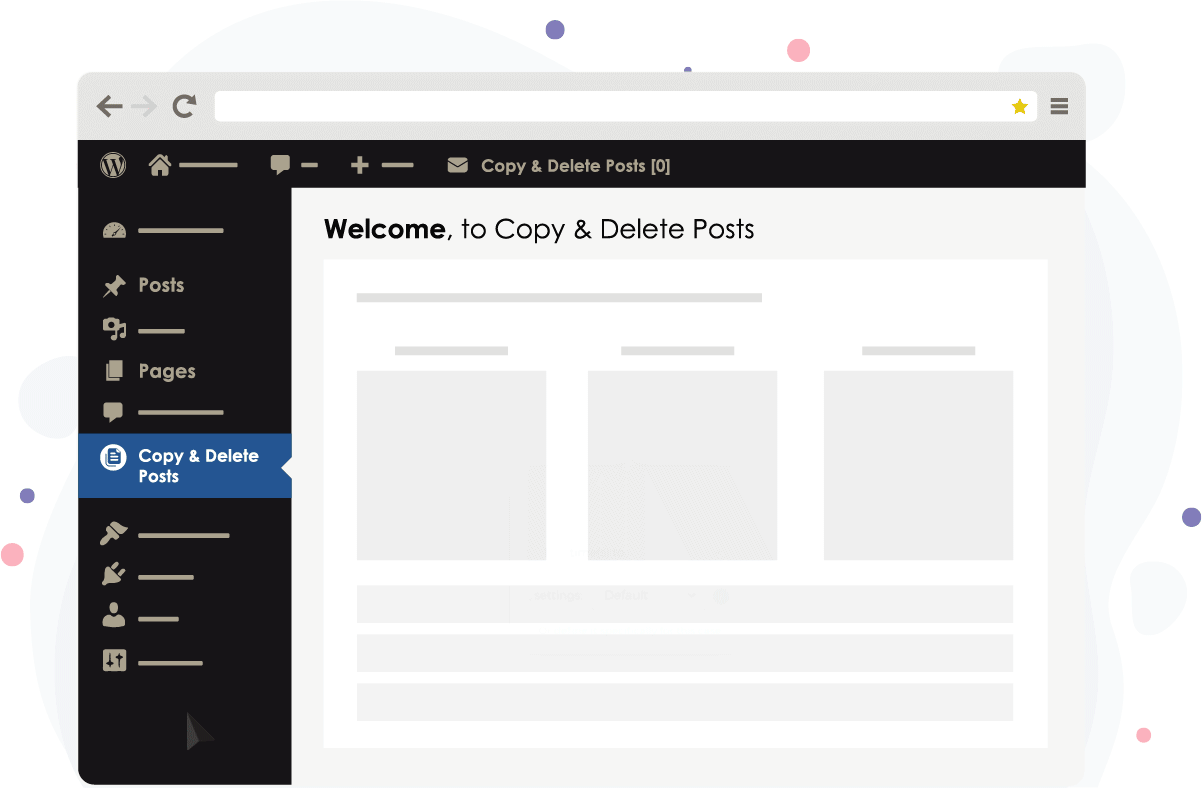 Copy & Delete Posts [0]
Welcome, to Copy & Delete Posts
Posts
Pages
Copy & Delete
Posts
Settings Default